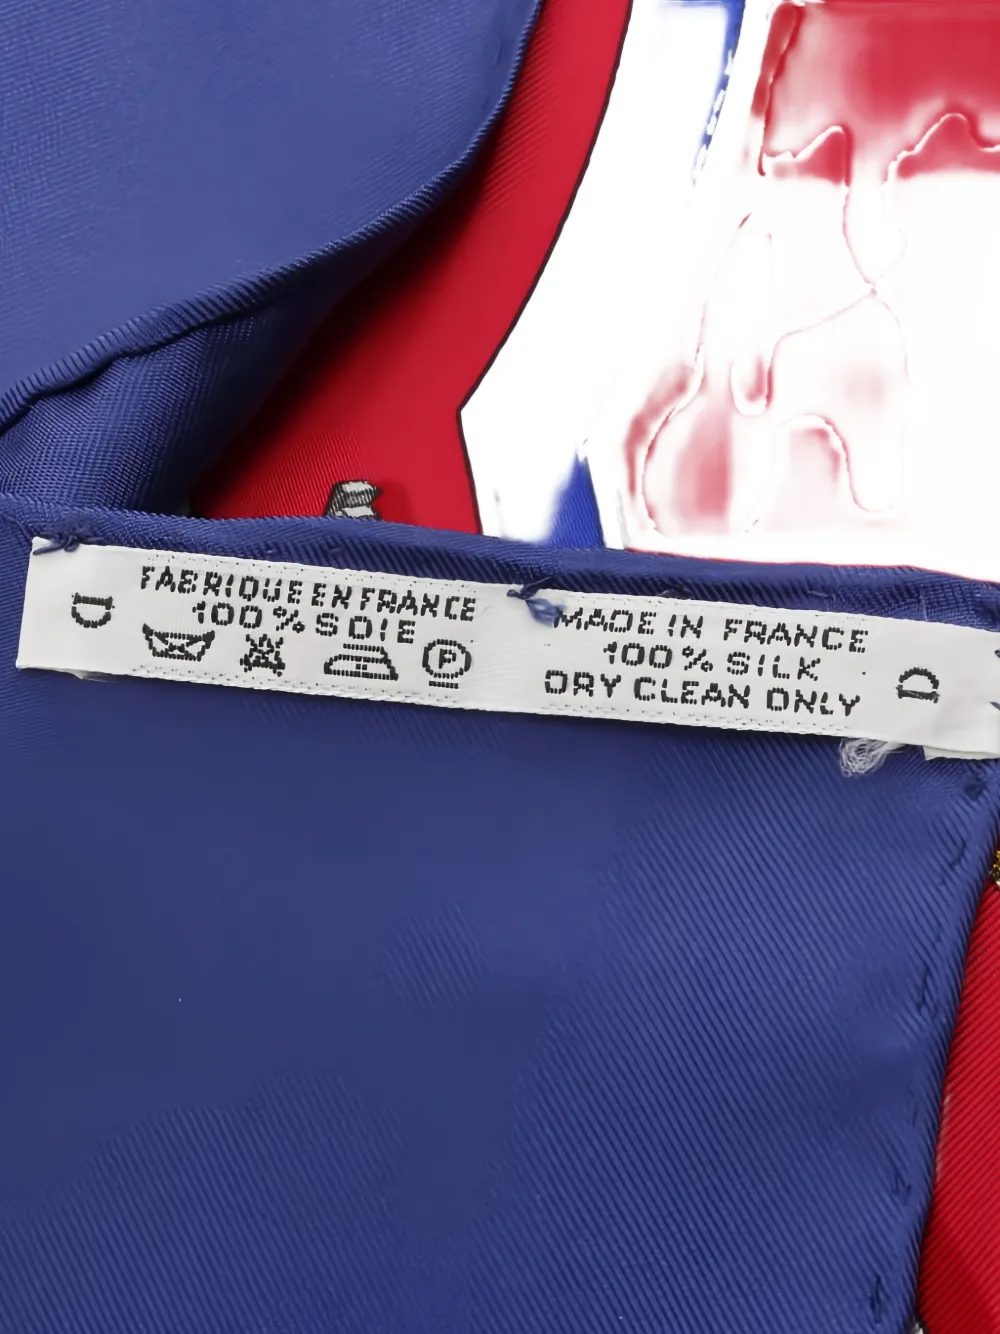 D
FABRIQUE EN FRANCE
100 % SOIE
P
MADE IN FRANCE
100 % SILK
DRY CLEAN ONLY
D